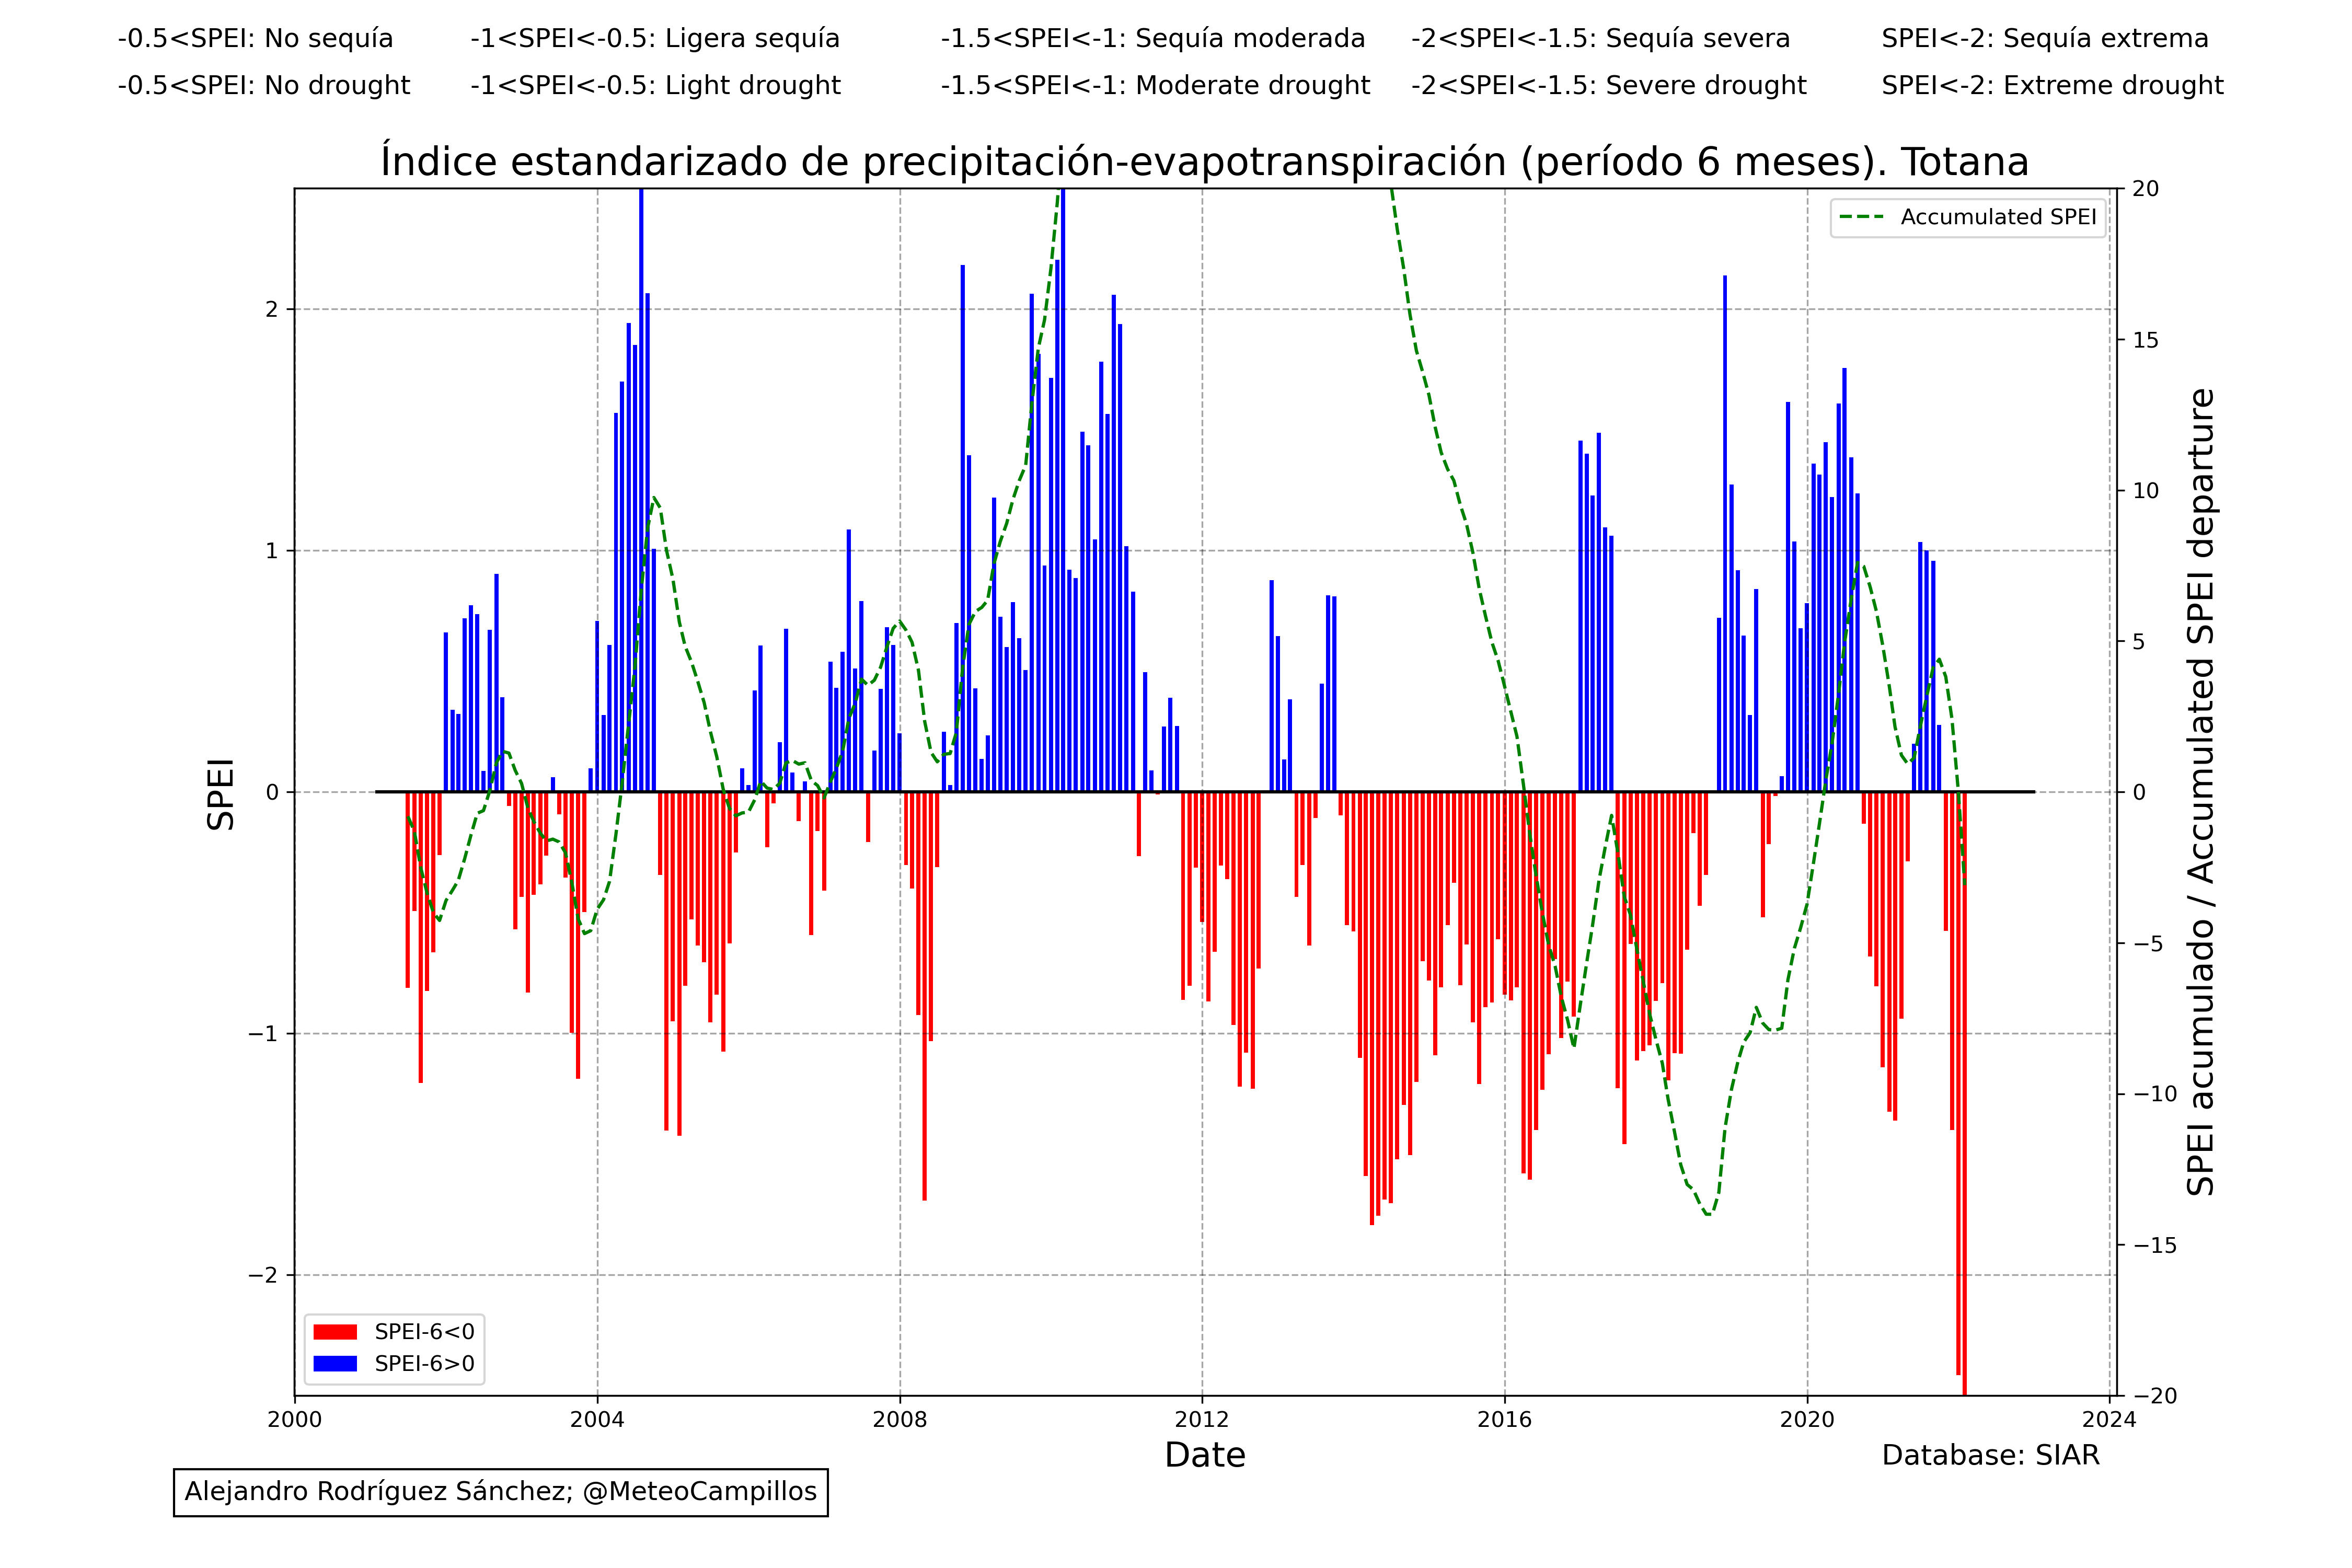 -0.5<SPEI: No sequía -1<SPEI<-0.5: Ligera sequía -1.5<SPEI<-1: Sequía moderada -2<SPEI<-1.5: Sequía severa SPEI<-2: Sequía extrema
-0.5<SPEI: No drought -1<SPEI<-0.5: Light drought -1.5<SPEI<-1: Moderate drought -2<SPEI<-1.5: Severe drought SPEI<-2: Extreme drought
Índice estandarizado de precipitación-evapotranspiración (período 6 meses). Totana
Accumulated SPEI
SPEI
2
1
0
−1
−2
20
15
10
5
0
−5
−10
−15
−20
SPEI acumulado / Accumulated SPEI departure
SPEI-6<0
SPEI-6>0
2000 2004 2008 2012 2016 2020 2024
Date
Database: SIAR
Alejandro Rodríguez Sánchez; @MeteoCampillos